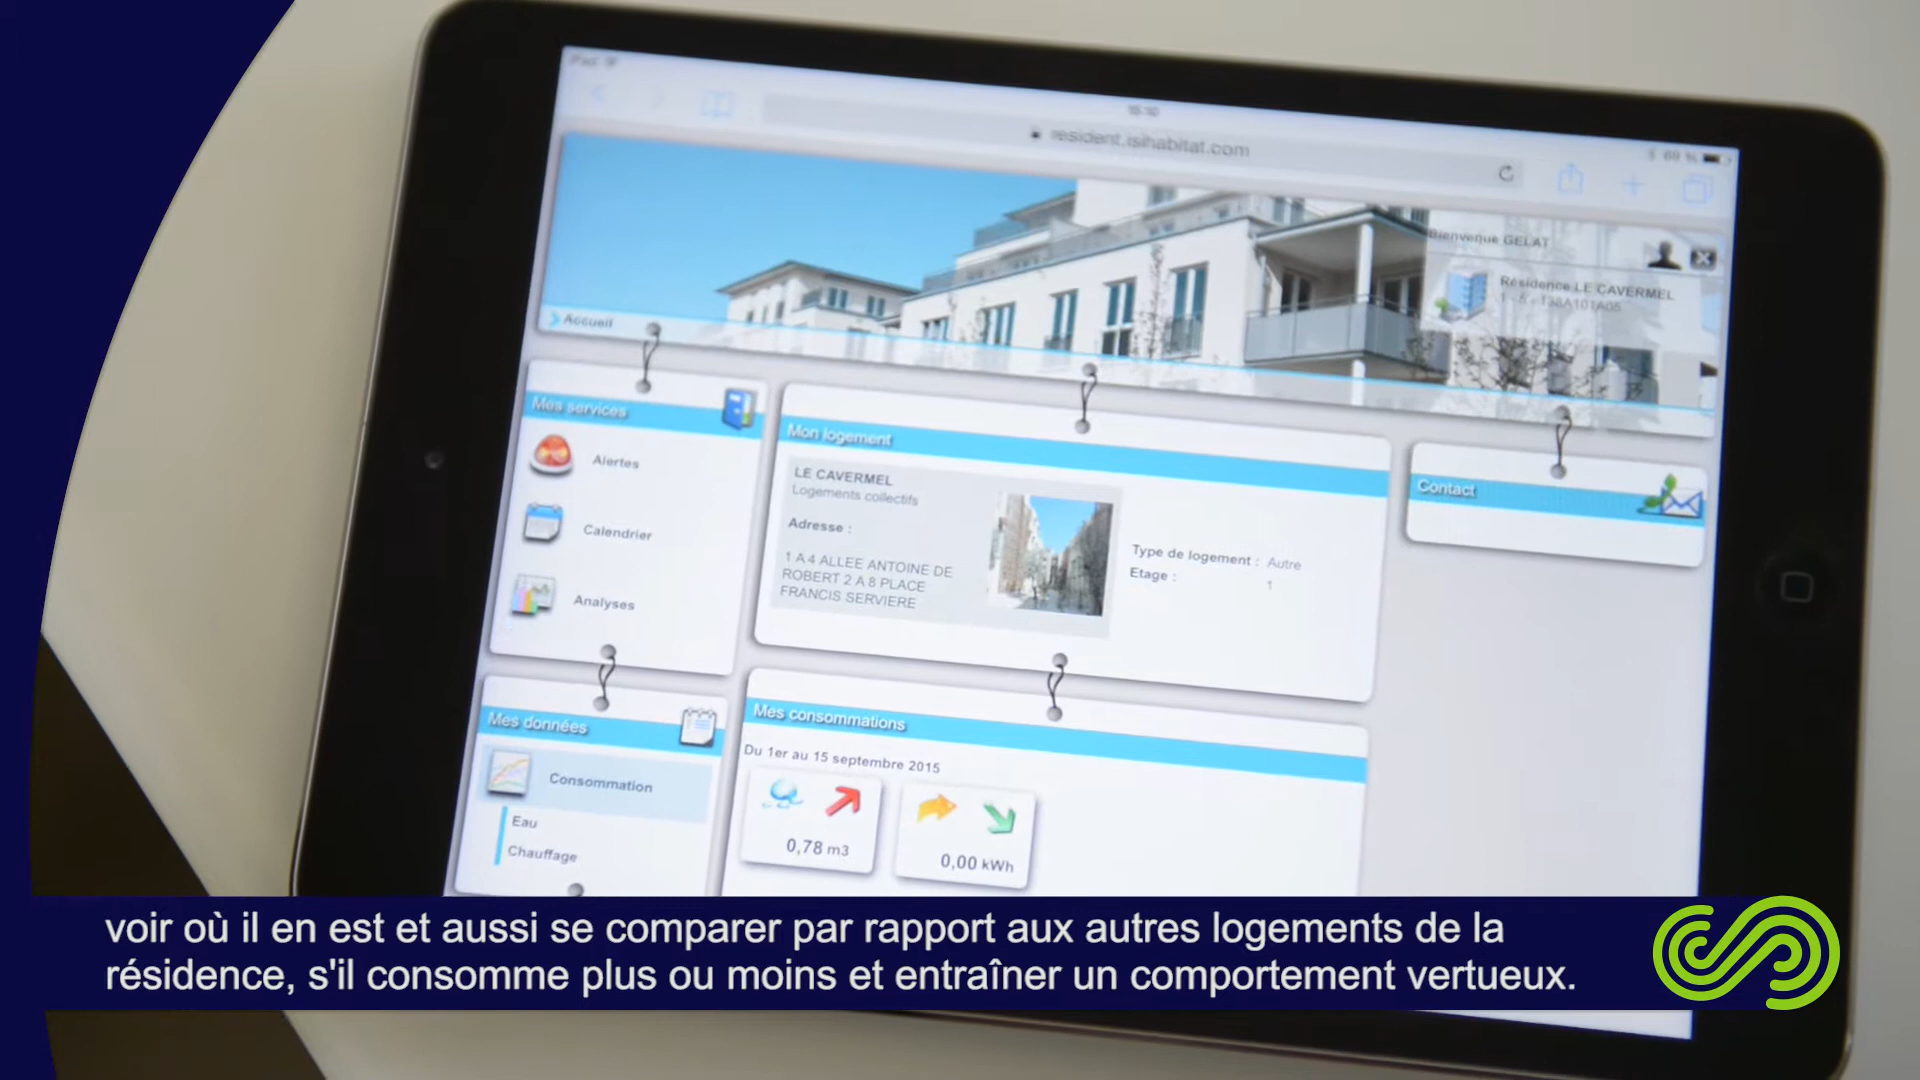 iPad
15:10
69 %
resident.isihabitat.com
Bienvenue GELAT
Résidence LE CAVERMEL
Accueil
Mes services
Alertes
Calendrier
Analyses
Mon logement
LE CAVERMEL
Logements collectifs
Adresse :
1 A 4 ALLEE ANTOINE DE
ROBERT 2 A 8 PLACE
FRANCIS SERVIERE
Type de logement : Autre
Etage : 1
Contact
Mes données
Consommation
Eau
Chauffage
Mes consommations
Du 1er au 15 septembre 2015
0,78 m3
0,00 kWh
voir où il en est et aussi se comparer par rapport aux autres logements de la
résidence, s'il consomme plus ou moins et entraîner un comportement vertueux.